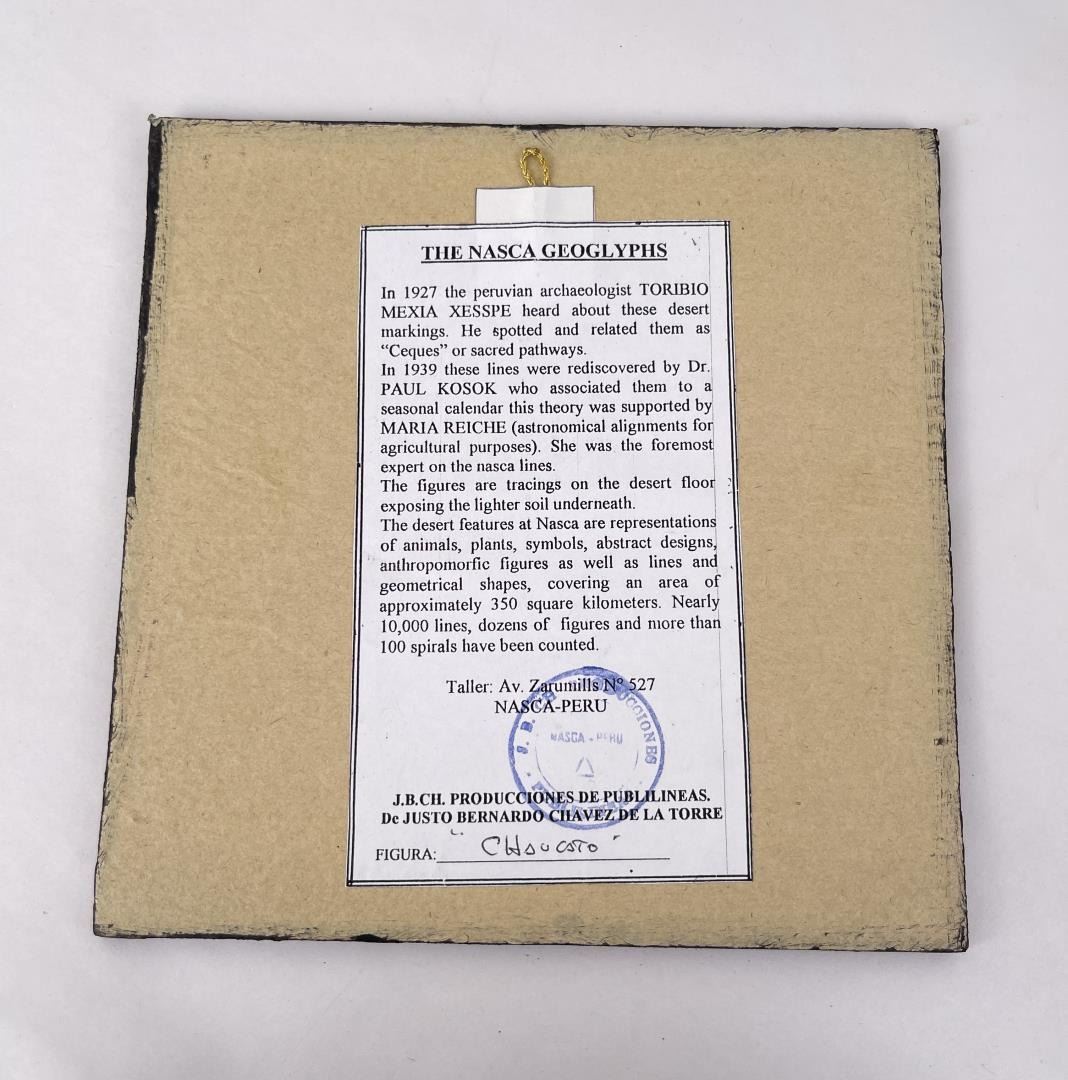 THE NASCA GEOGLYPHS
In 1927 the peruvian archaeologist TORIBIO
MEXIA XESSPE heard about these desert
markings. He spotted and related them as
“Ceques” or sacred pathways.
In 1939 these lines were rediscovered by Dr.
PAUL KOSOK who associated them to a
seasonal calendar this theory was supported by
MARIA REICHE (astronomical alignments for
agricultural purposes). She was the foremost
expert on the nasca lines.
The figures are tracings on the desert floor
exposing the lighter soil underneath.
The desert features at Nasca are representations
of animals, plants, symbols, abstract designs,
anthropomorfic figures as well as lines and
geometrical shapes, covering an area of
approximately 350 square kilometers. Nearly
10,000 lines, dozens of figures and more than
100 spirals have been counted.
Taller: Av. Zarumills Nº 527
NASCA-PERU
J.B.
NASCA - PERU
J.B.CH. PRODUCCIONES DE PUBLILINEAS.
De JUSTO BERNARDO CHAVEZ DE LA TORRE
FIGURA: "CHAUCATO"